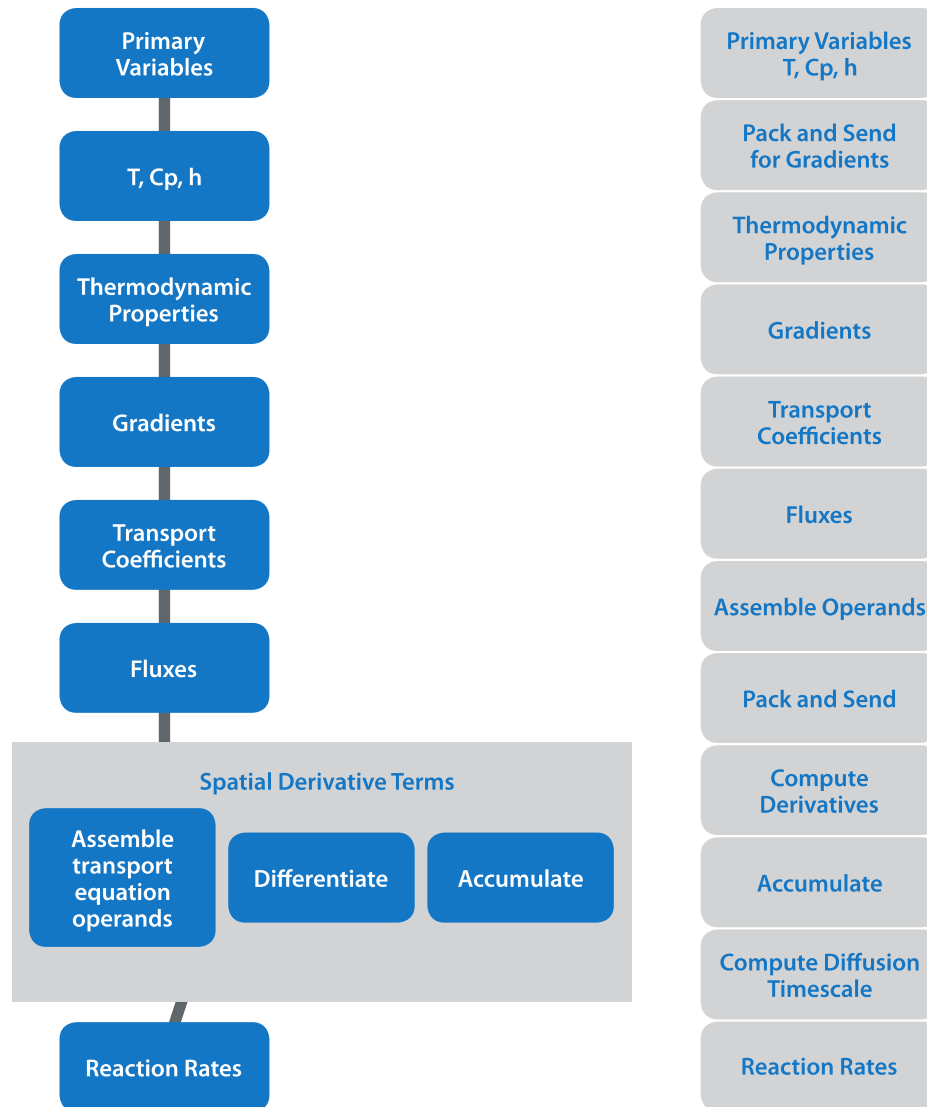 Primary
Variables
T, Cp, h
Thermodynamic
Properties
Gradients
Transport
Coefficients
Fluxes
Spatial Derivative Terms
Assemble
transport
equation
operands
Differentiate
Accumulate
Reaction Rates
Primary Variables
T, Cp, h
Pack and Send
for Gradients
Thermodynamic
Properties
Gradients
Transport
Coefficients
Fluxes
Assemble Operands
Pack and Send
Compute
Derivatives
Accumulate
Compute Diffusion
Timescale
Reaction Rates